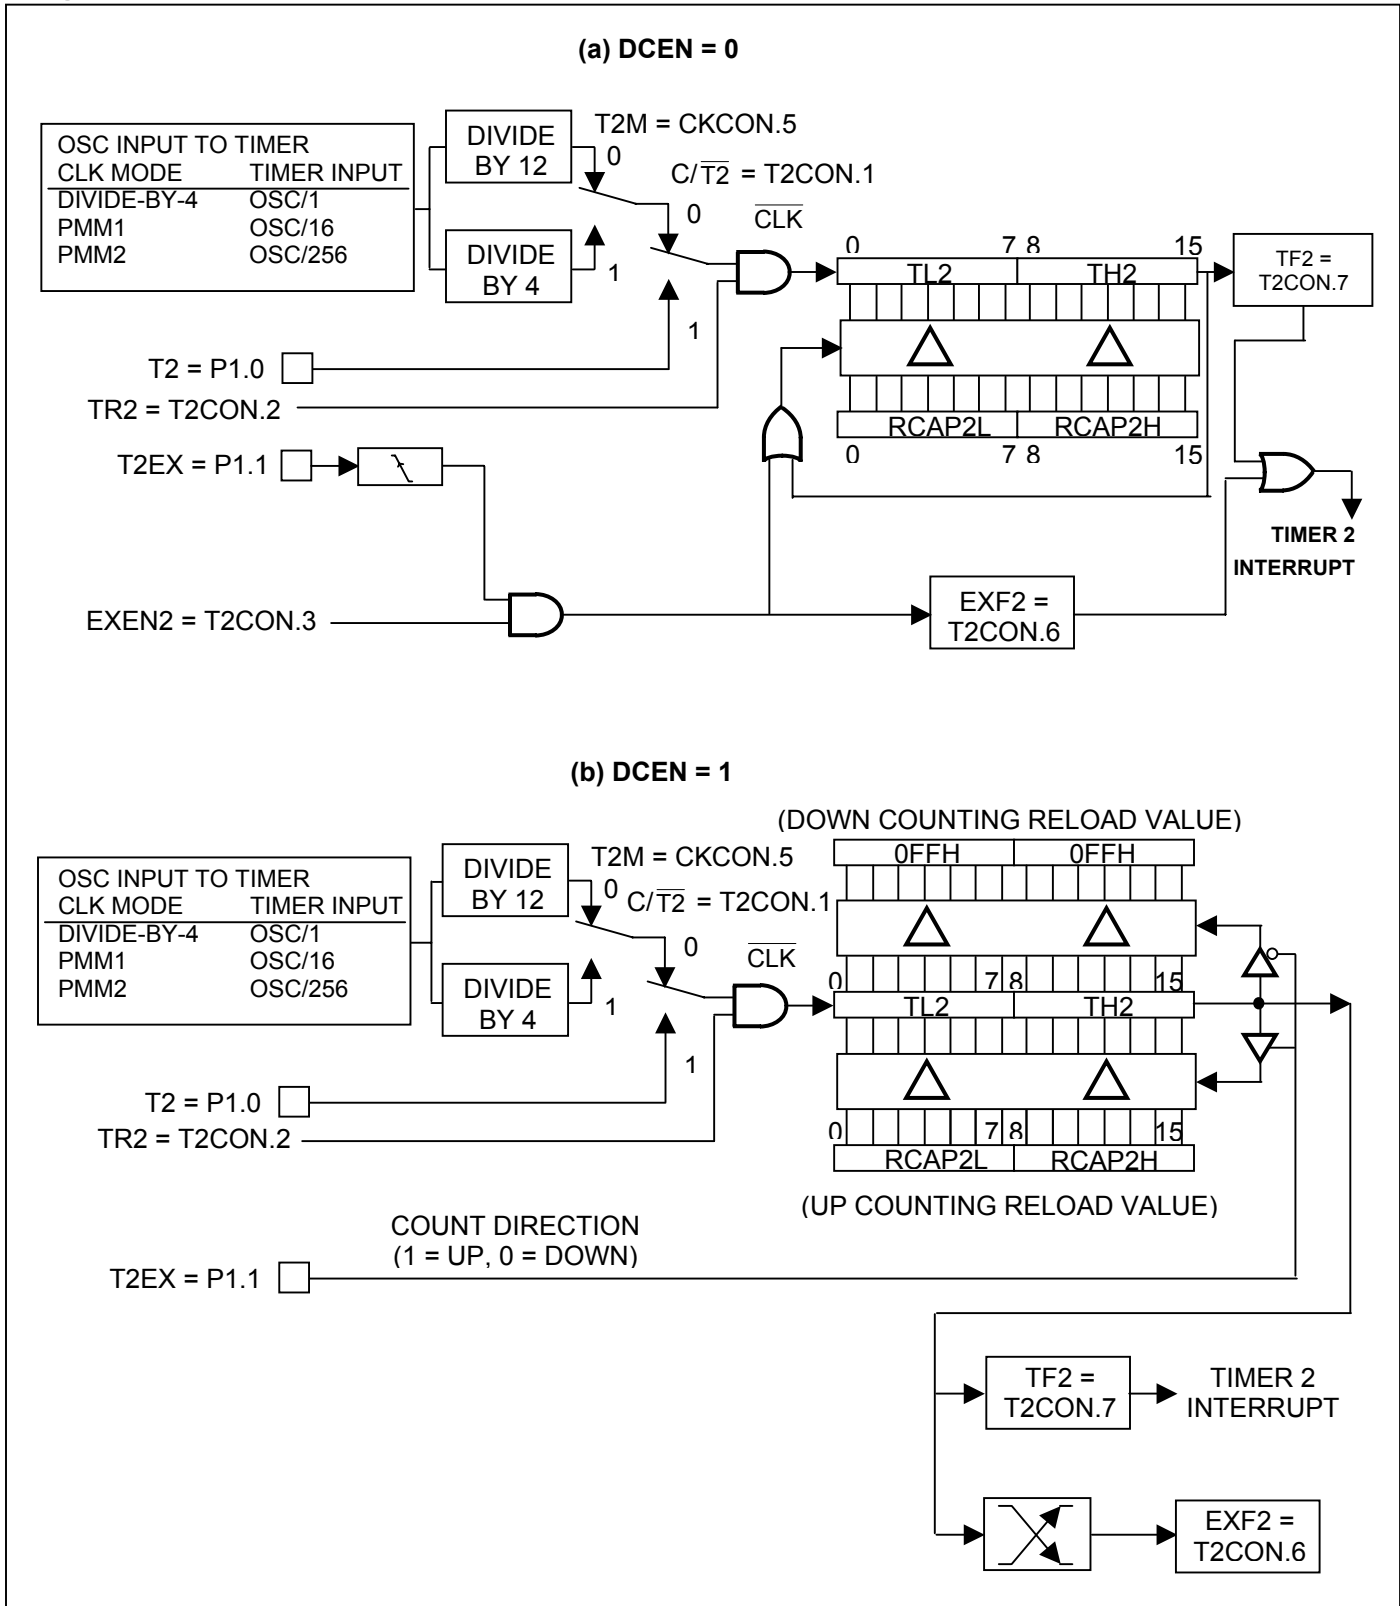 (a) DCEN = 0
OSC INPUT TO TIMER
CLK MODE TIMER INPUT
DIVIDE-BY-4 OSC/1
PMM1 OSC/16
PMM2 OSC/256
DIVIDE
BY 12
DIVIDE
BY 4
T2M = CKCON.5
0
1
C/T2 = T2CON.1
0
1
CLK
0 7 8 15
TL2 TH2
TF2 =
T2CON.7
T2 = P1.0
TR2 = T2CON.2
RCAP2L RCAP2H
0 7 8 15
T2EX = P1.1
TIMER 2
INTERRUPT
EXEN2 = T2CON.3
EXF2 =
T2CON.6
(b) DCEN = 1
(DOWN COUNTING RELOAD VALUE)
0FFH 0FFH
OSC INPUT TO TIMER
CLK MODE TIMER INPUT
DIVIDE-BY-4 OSC/1
PMM1 OSC/16
PMM2 OSC/256
DIVIDE
BY 12
DIVIDE
BY 4
T2M = CKCON.5
0
1
C/T2 = T2CON.1
0
1
CLK
0 7 8 15
TL2 TH2
T2 = P1.0
TR2 = T2CON.2
0 7 8 15
RCAP2L RCAP2H
(UP COUNTING RELOAD VALUE)
COUNT DIRECTION
(1 = UP, 0 = DOWN)
T2EX = P1.1
TF2 =
T2CON.7
TIMER 2
INTERRUPT
EXF2 =
T2CON.6